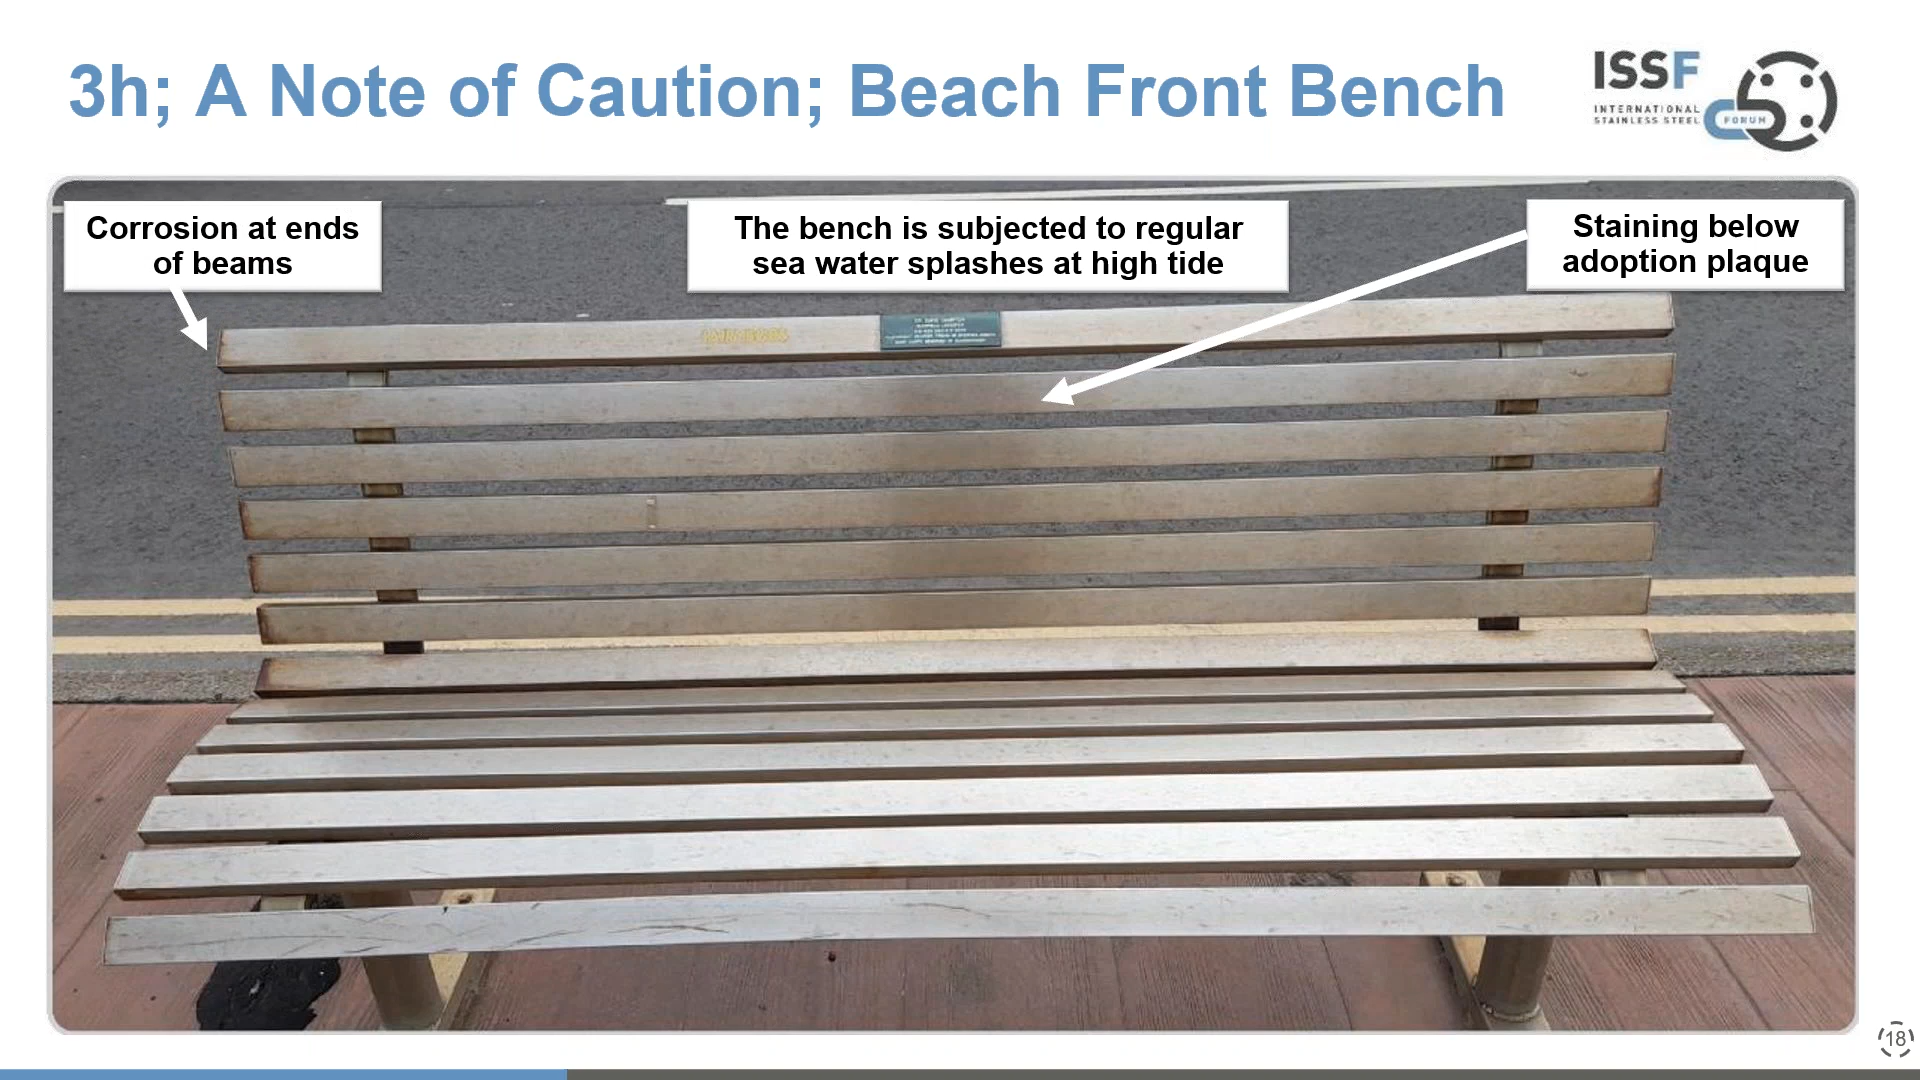 3h; A Note of Caution; Beach Front Bench
ISSF
INTERNATIONAL
STAINLESS STEEL
FORUM
Corrosion at ends
of beams
The bench is subjected to regular
sea water splashes at high tide
Staining below
adoption plaque
18